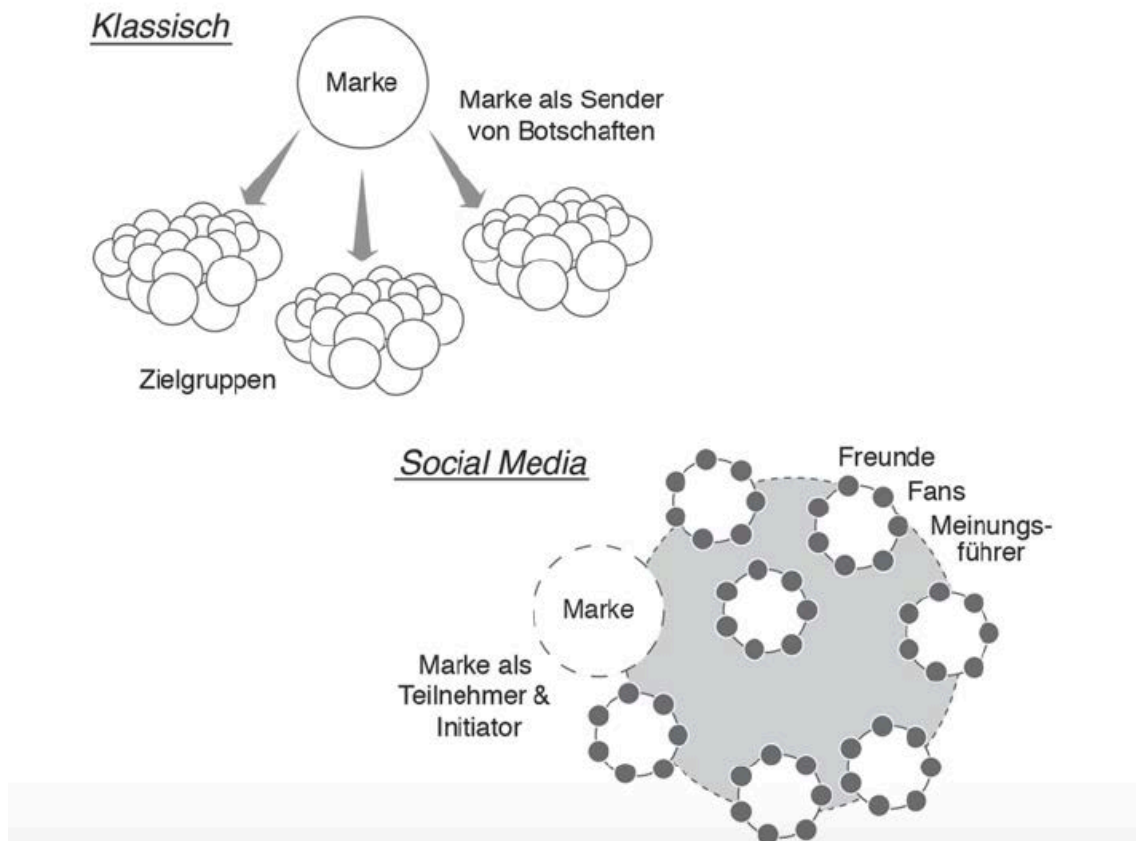 Klassisch
Marke
Marke als Sender
von Botschaften
Zielgruppen
Social Media
Freunde
Fans
Meinungs-
führer
Marke
Marke als
Teilnehmer &
Initiator